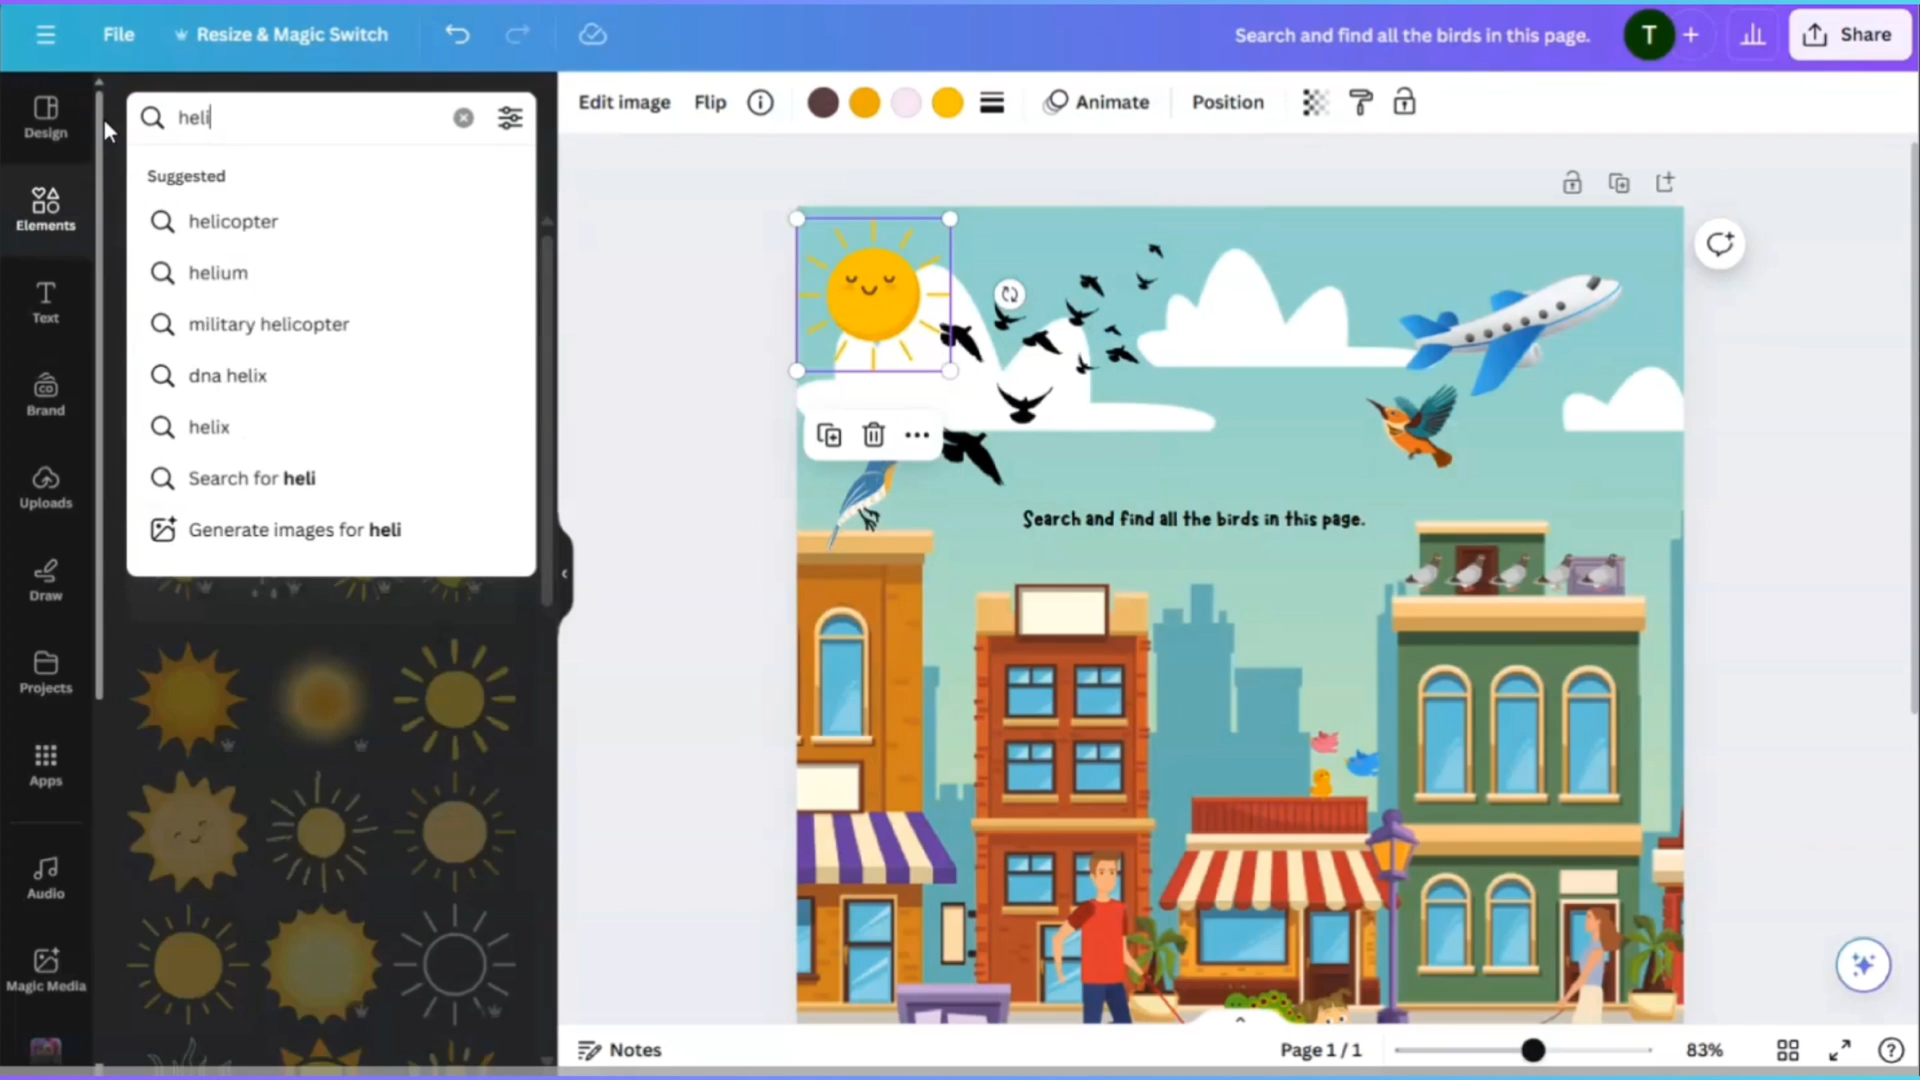 File
Resize & Magic Switch
Search and find all the birds in this page.
T
Share
Design
Elements
Text
Brand
Uploads
Draw
Projects
Apps
Audio
Magic Media
heli
Suggested
helicopter
helium
military helicopter
dna helix
helix
Search for heli
Generate images for heli
Edit image
Flip
Animate
Position
Search and find all the birds in this page.
Notes
Page 1 / 1
83%